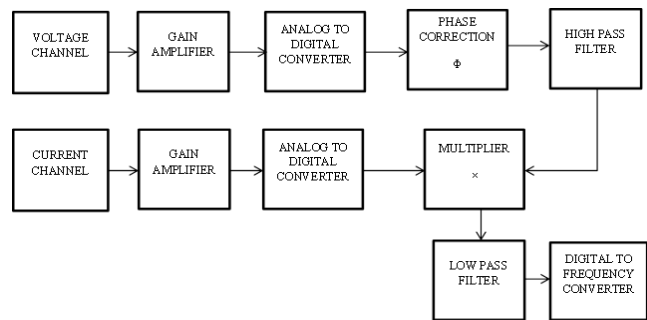 VOLTAGE
CHANNEL
GAIN
AMPLIFIER
ANALOG TO
DIGITAL
CONVERTER
PHASE
CORRECTION
Φ
HIGH PASS
FILTER
CURRENT
CHANNEL
GAIN
AMPLIFIER
ANALOG TO
DIGITAL
CONVERTER
MULTIPLIER
×
LOW PASS
FILTER
DIGITAL TO
FREQUENCY
CONVERTER